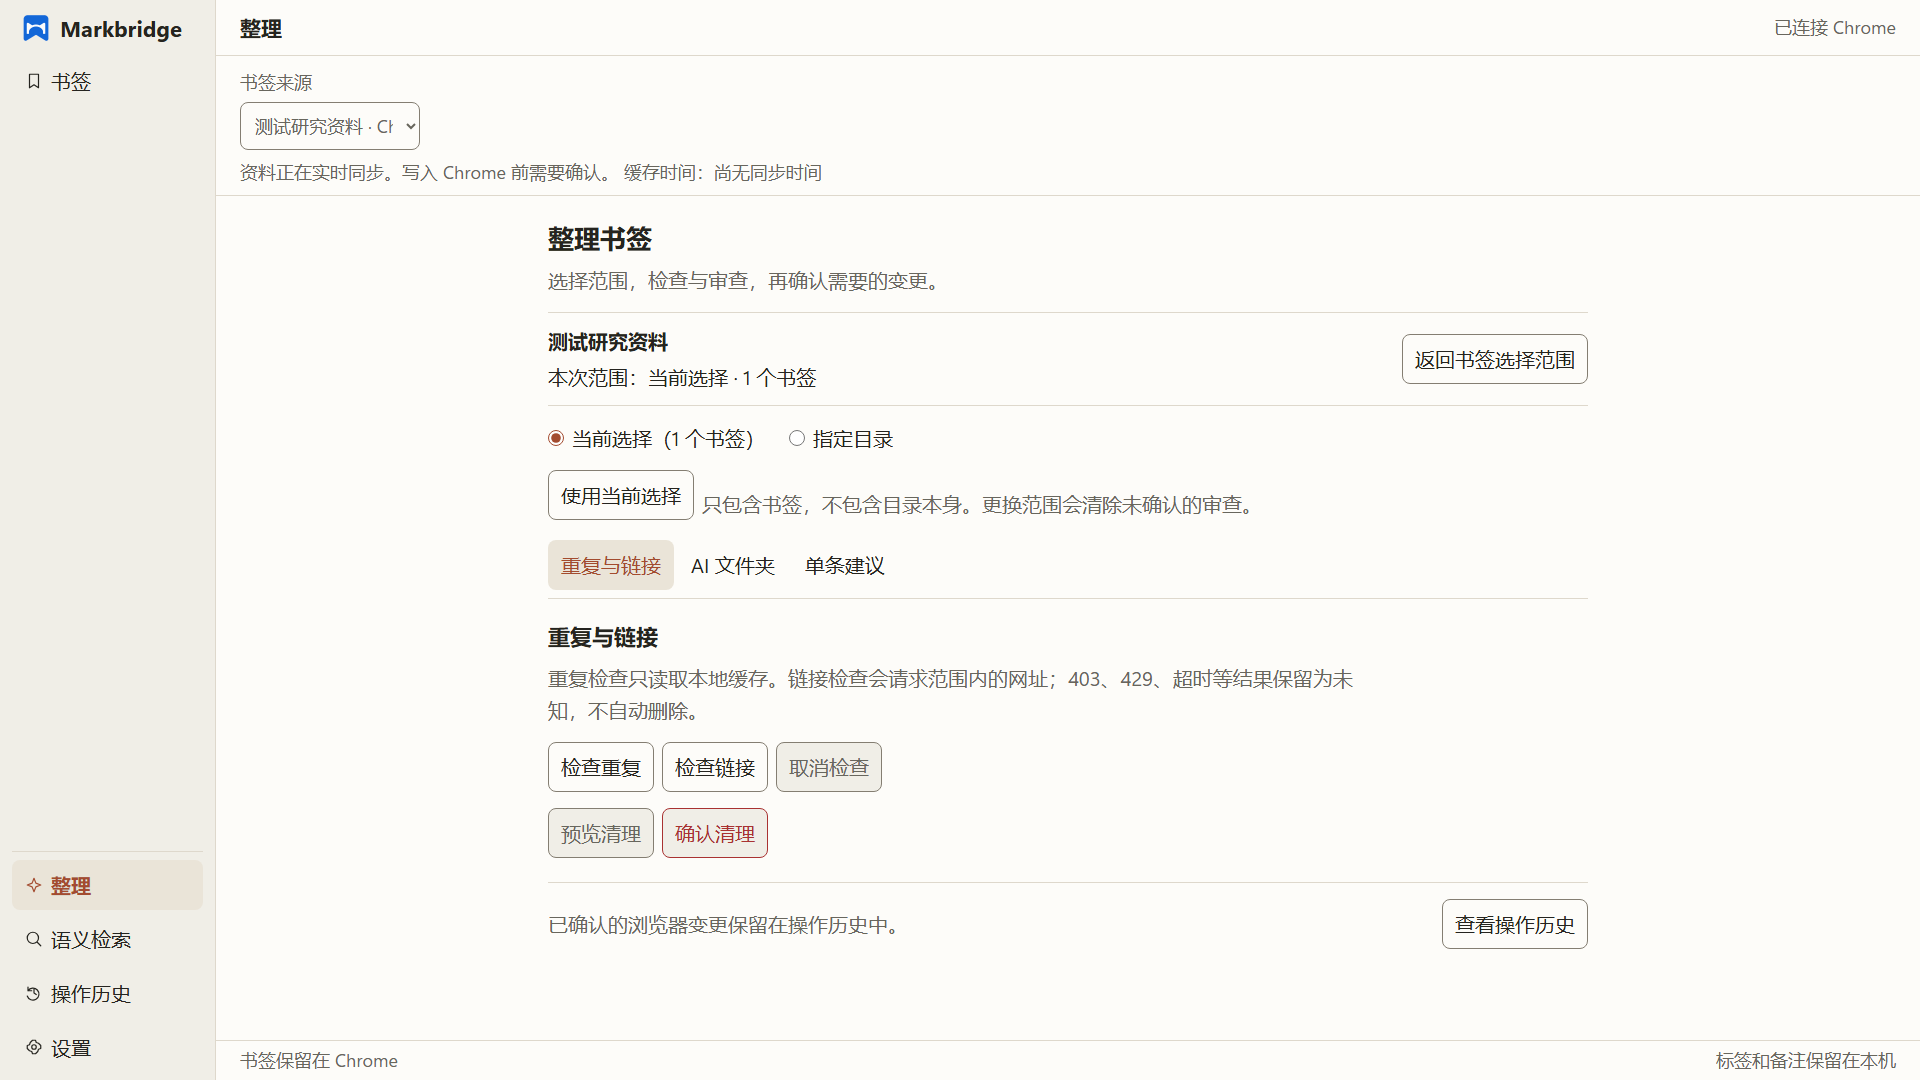 Markbridge
书签
整理
语义检索
操作历史
设置
整理
已连接 Chrome
书签来源
测试研究资料 · Ch
资料正在实时同步。写入 Chrome 前需要确认。 缓存时间：尚无同步时间
整理书签
选择范围，检查与审查，再确认需要的变更。
测试研究资料
本次范围：当前选择 · 1 个书签
返回书签选择范围
当前选择（1 个书签） 指定目录
使用当前选择 只包含书签，不包含目录本身。更换范围会清除未确认的审查。
重复与链接 AI 文件夹 单条建议
重复与链接
重复检查只读取本地缓存。链接检查会请求范围内的网址；403、429、超时等结果保留为未
知，不自动删除。
检查重复 检查链接 取消检查
预览清理 确认清理
已确认的浏览器变更保留在操作历史中。
查看操作历史
书签保留在 Chrome
标签和备注保留在本机